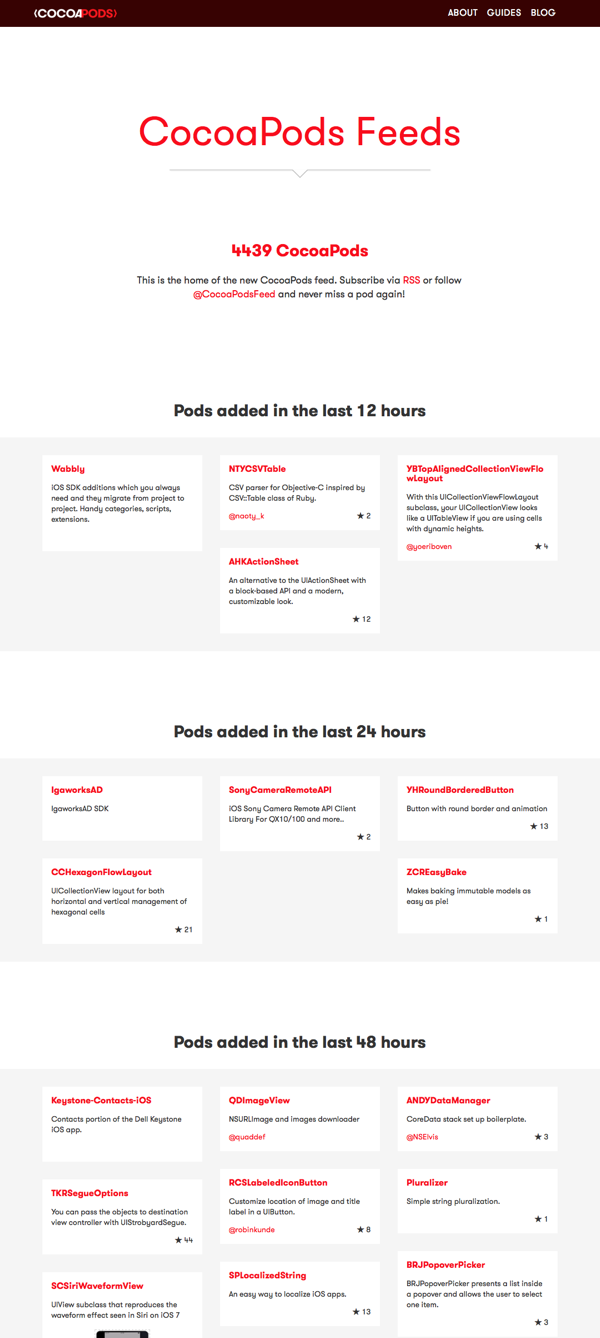 COCOAPODS
ABOUT GUIDES BLOG
CocoaPods Feeds
4439 CocoaPods
This is the home of the new CocoaPods feed. Subscribe via RSS or follow
@CocoaPodsFeed and never miss a pod again!
Pods added in the last 12 hours
Wabbly
iOS SDK additions which you always
need and they migrate from project to
project. Handy categories, scripts,
extensions.
NTYCSVTable
CSV parser for Objective-C inspired by
CSV::Table class of Ruby.
@naoty_k ★ 2
AHKActionSheet
An alternative to the UIActionSheet with
a block-based API and a modern,
customizable look.
★ 12
YBTopAlignedCollectionViewFlo
wLayout
With this UICollectionViewFlowLayout
subclass, your UICollectionView looks
like a UITableView if you are using cells
with dynamic heights.
@yoeriboven ★ 4
Pods added in the last 24 hours
IgaworksAD
IgaworksAD SDK
CCHexagonFlowLayout
UICollectionView layout for both
horizontal and vertical management of
hexagonal cells
★ 21
SonyCameraRemoteAPI
iOS Sony Camera Remote API Client
Library For QX10/100 and more..
★ 2
YHRoundBorderedButton
Button with round border and animation
★ 13
ZCREasyBake
Makes baking immutable models as
easy as pie!
★ 1
Pods added in the last 48 hours
Keystone-Contacts-iOS
Contacts portion of the Dell Keystone
iOS app.
TKRSegueOptions
You can pass the objects to destination
view controller with UIStrobyardSegue.
★ 44
SCSiriWaveformView
UIView subclass that reproduces the
waveform effect seen in Siri on iOS 7
QDImageView
NSURLImage and images downloader
@quaddef
RCSLabeledIconButton
Customize location of image and title
label in a UIButton.
@robinkunde ★ 8
SPLocalizedString
An easy way to localize iOS apps.
★ 13
ANDYDataManager
CoreData stack set up boilerplate.
@NSElvis ★ 3
Pluralizer
Simple string pluralization.
★ 1
BRJPopoverPicker
BRJPopoverPicker presents a list inside
a popover and allows the user to select
one item.
★ 3